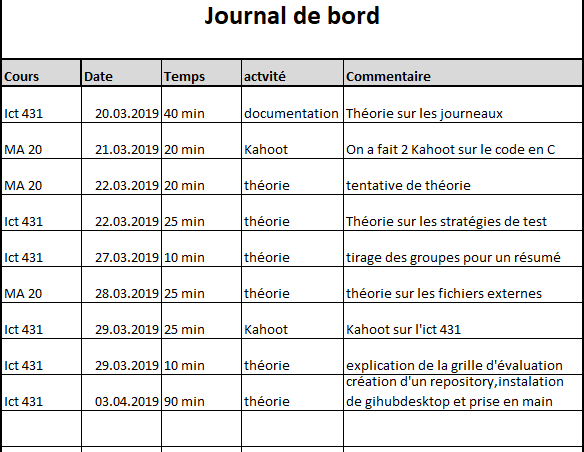 Journal de bord
Cours Date Temps actvité Commentaire
Ict 431 20.03.2019 40 min documentation Théorie sur les journeaux
MA 20 21.03.2019 20 min Kahoot On a fait 2 Kahoot sur le code en C
MA 20 22.03.2019 20 min théorie tentative de théorie
Ict 431 22.03.2019 25 min théorie Théorie sur les stratégies de test
Ict 431 27.03.2019 10 min théorie tirage des groupes pour un résumé
MA 20 28.03.2019 25 min théorie théorie sur les fichiers externes
Ict 431 29.03.2019 25 min Kahoot Kahoot sur l'ict 431
Ict 431 29.03.2019 10 min théorie explication de la grille d'évaluation
création d'un repository,instalation
Ict 431 03.04.2019 90 min théorie de gihubdesktop et prise en main